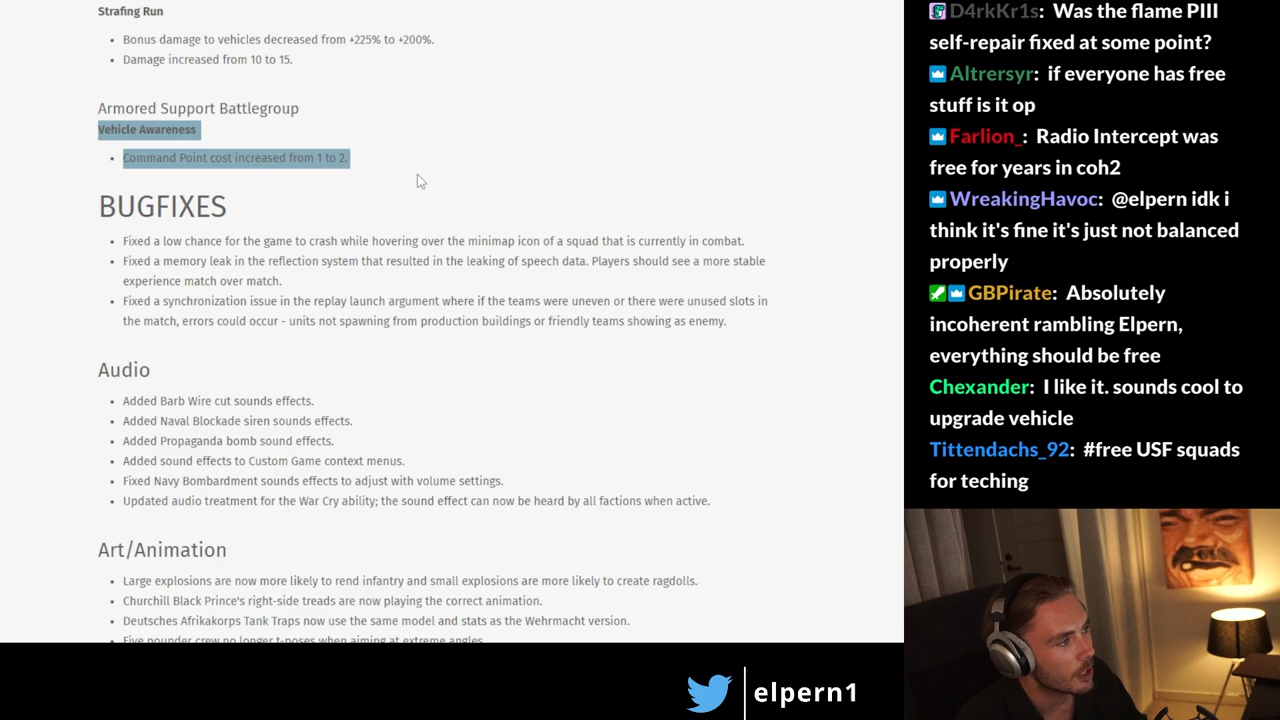 Strafing Run
• Bonus damage to vehicles decreased from +225% to +200%.
• Damage increased from 10 to 15.
Armored Support Battlegroup
Vehicle Awareness
• Command Point cost increased from 1 to 2.
BUGFIXES
• Fixed a low chance for the game to crash while hovering over the minimap icon of a squad that is currently in combat.
• Fixed a memory leak in the reflection system that resulted in the leaking of speech data. Players should see a more stable
experience match over match.
• Fixed a synchronization issue in the replay launch argument where if the teams were uneven or there were unused slots in
the match, errors could occur - units not spawning from production buildings or friendly teams showing as enemy.
Audio
• Added Barb Wire cut sounds effects.
• Added Naval Blockade siren sounds effects.
• Added Propaganda bomb sound effects.
• Added sound effects to Custom Game context menus.
• Fixed Navy Bombardment sounds effects to adjust with volume settings.
• Updated audio treatment for the War Cry ability; the sound effect can now be heard by all factions when active.
Art/Animation
• Large explosions are now more likely to rend infantry and small explosions are more likely to create ragdolls.
• Churchill Black Prince's right-side treads are now playing the correct animation.
• Deutsches Afrikakorps Tank Traps now use the same model and stats as the Wehrmacht version.
• Five pounder crew no longer t-poses when aiming at extreme angles.
D4rkKr1s: Was the flame PIII
self-repair fixed at some point?
Altrersyr: if everyone has free
stuff is it op
Farlion_: Radio Intercept was
free for years in coh2
WreakingHavoc: @elpern idk i
think it's fine it's just not balanced
properly
GBPirate: Absolutely
incoherent rambling Elpern,
everything should be free
Chexander: I like it. sounds cool to
upgrade vehicle
Tittendachs_92: #free USF squads
for teching
elpern1